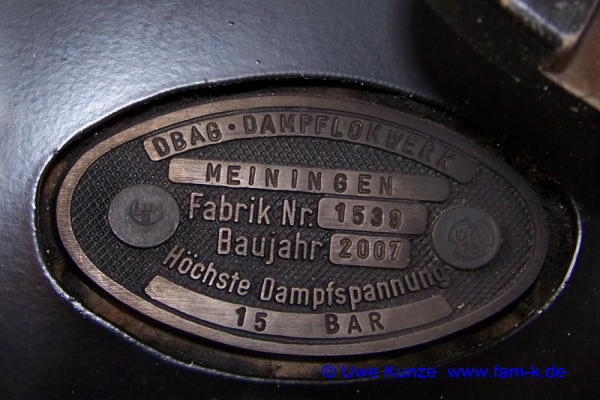 DBAG · DAMPFLOKWERK
MEININGEN
Fabrik Nr. 1539
Baujahr 2007
Höchste Dampfspannung
15 BAR
© Uwe Kunze www.fam-k.de